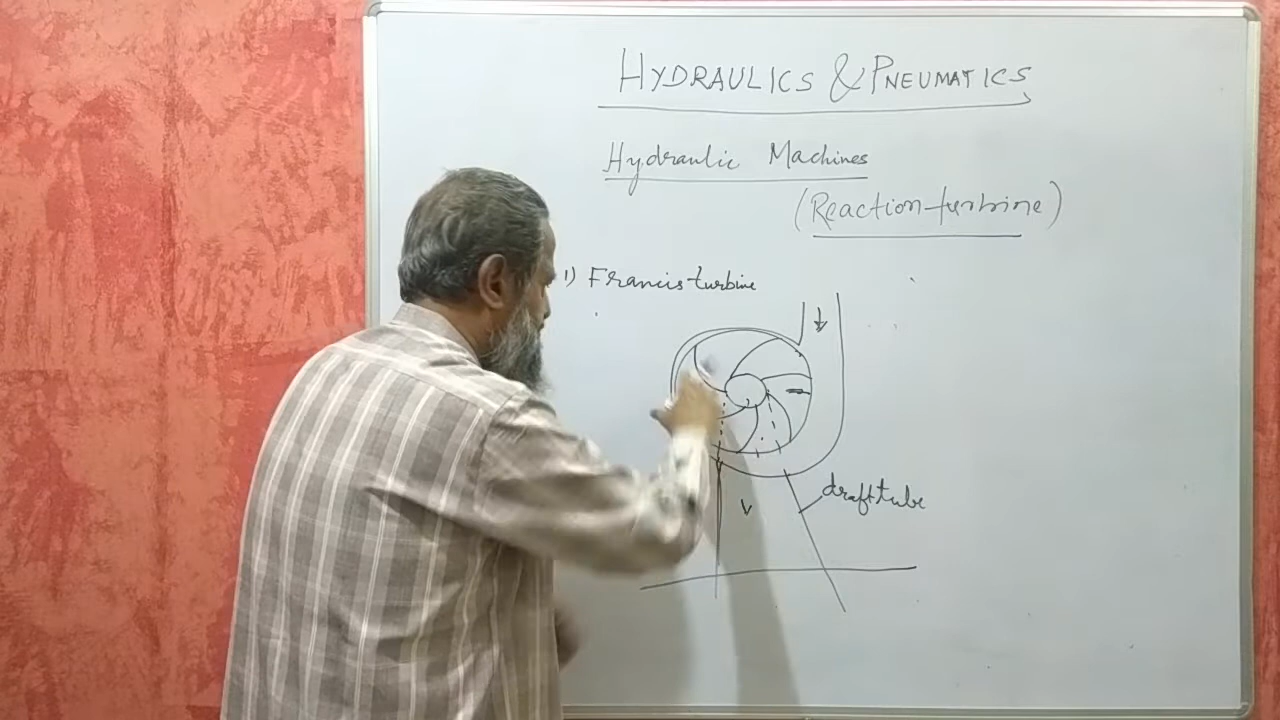 HYDRAULICS & PNEUMATICS
Hydraulic Machines
(Reaction turbine)
1) Francis turbine
draft tube